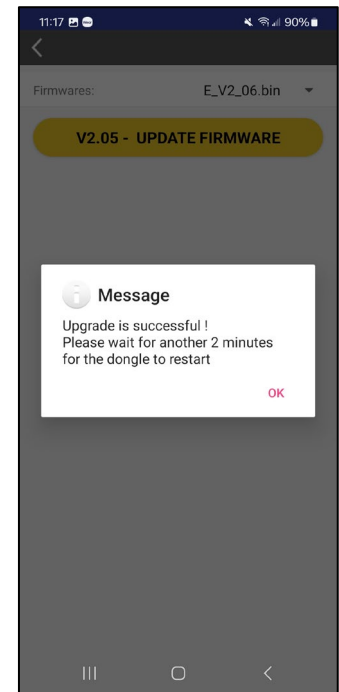 11:17 90%
Firmwares: E_V2_06.bin
V2.05 - UPDATE FIRMWARE
Message
Upgrade is successful !
Please wait for another 2 minutes
for the dongle to restart
OK